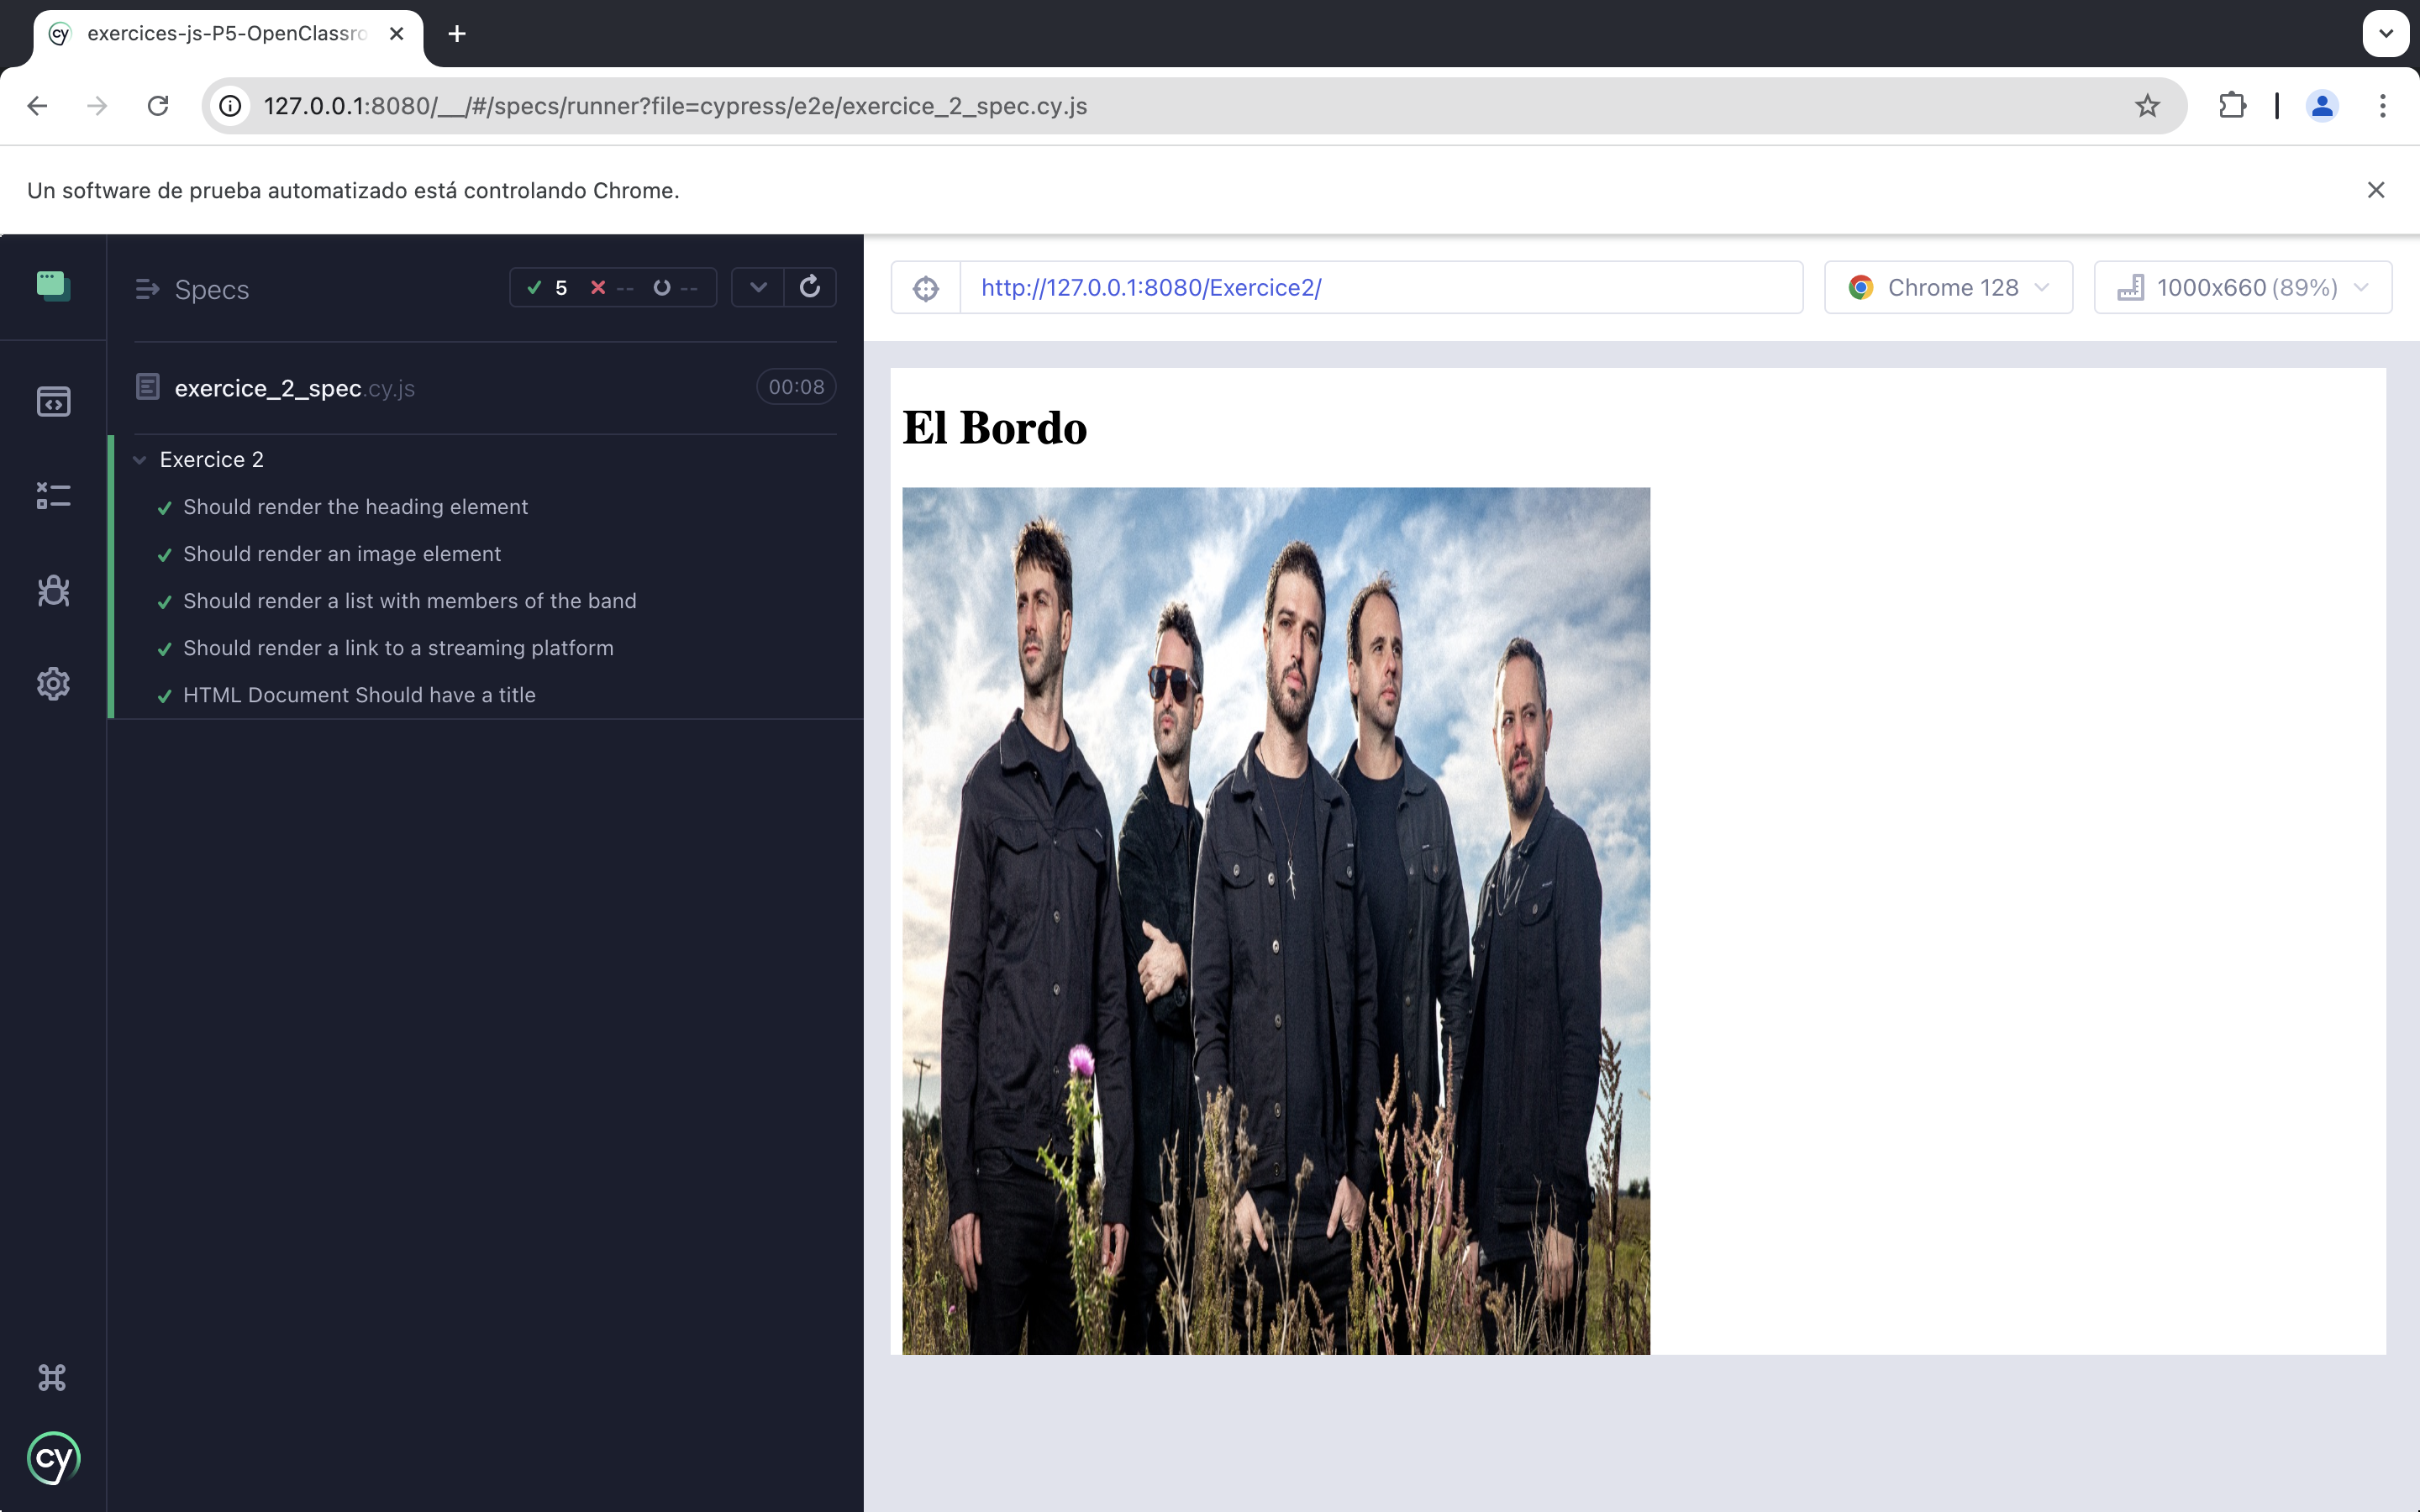 exercices-js-P5-OpenClassro
127.0.0.1:8080/__/#/specs/runner?file=cypress/e2e/exercice_2_spec.cy.js
Un software de prueba automatizado está controlando Chrome.
Specs
5 -- --
http://127.0.0.1:8080/Exercice2/
Chrome 128
1000x660 (89%)
exercice_2_spec.cy.js
00:08
Exercice 2
Should render the heading element
Should render an image element
Should render a list with members of the band
Should render a link to a streaming platform
HTML Document Should have a title
El Bordo
cy